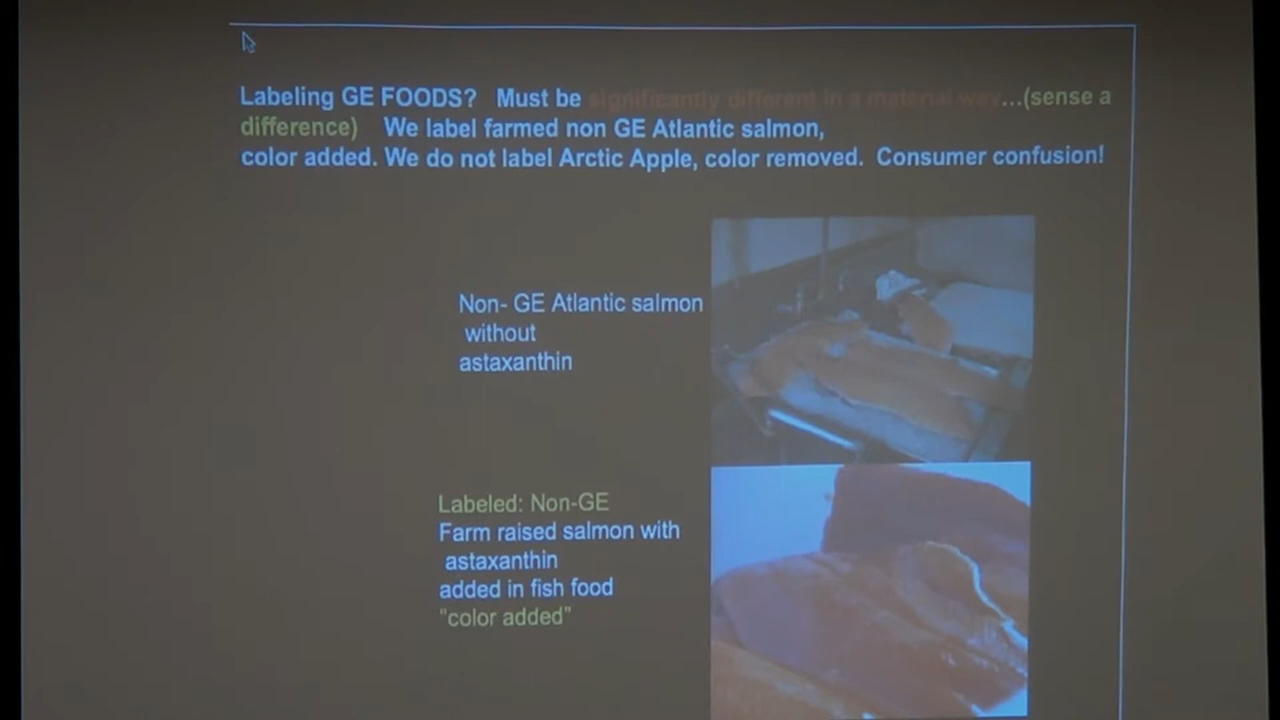 Labeling GE FOODS? Must be significantly different in a material way...(sense a
difference) We label farmed non GE Atlantic salmon,
color added. We do not label Arctic Apple, color removed. Consumer confusion!
Non- GE Atlantic salmon
without
astaxanthin
Labeled: Non-GE
Farm raised salmon with
astaxanthin
added in fish food
“color added”